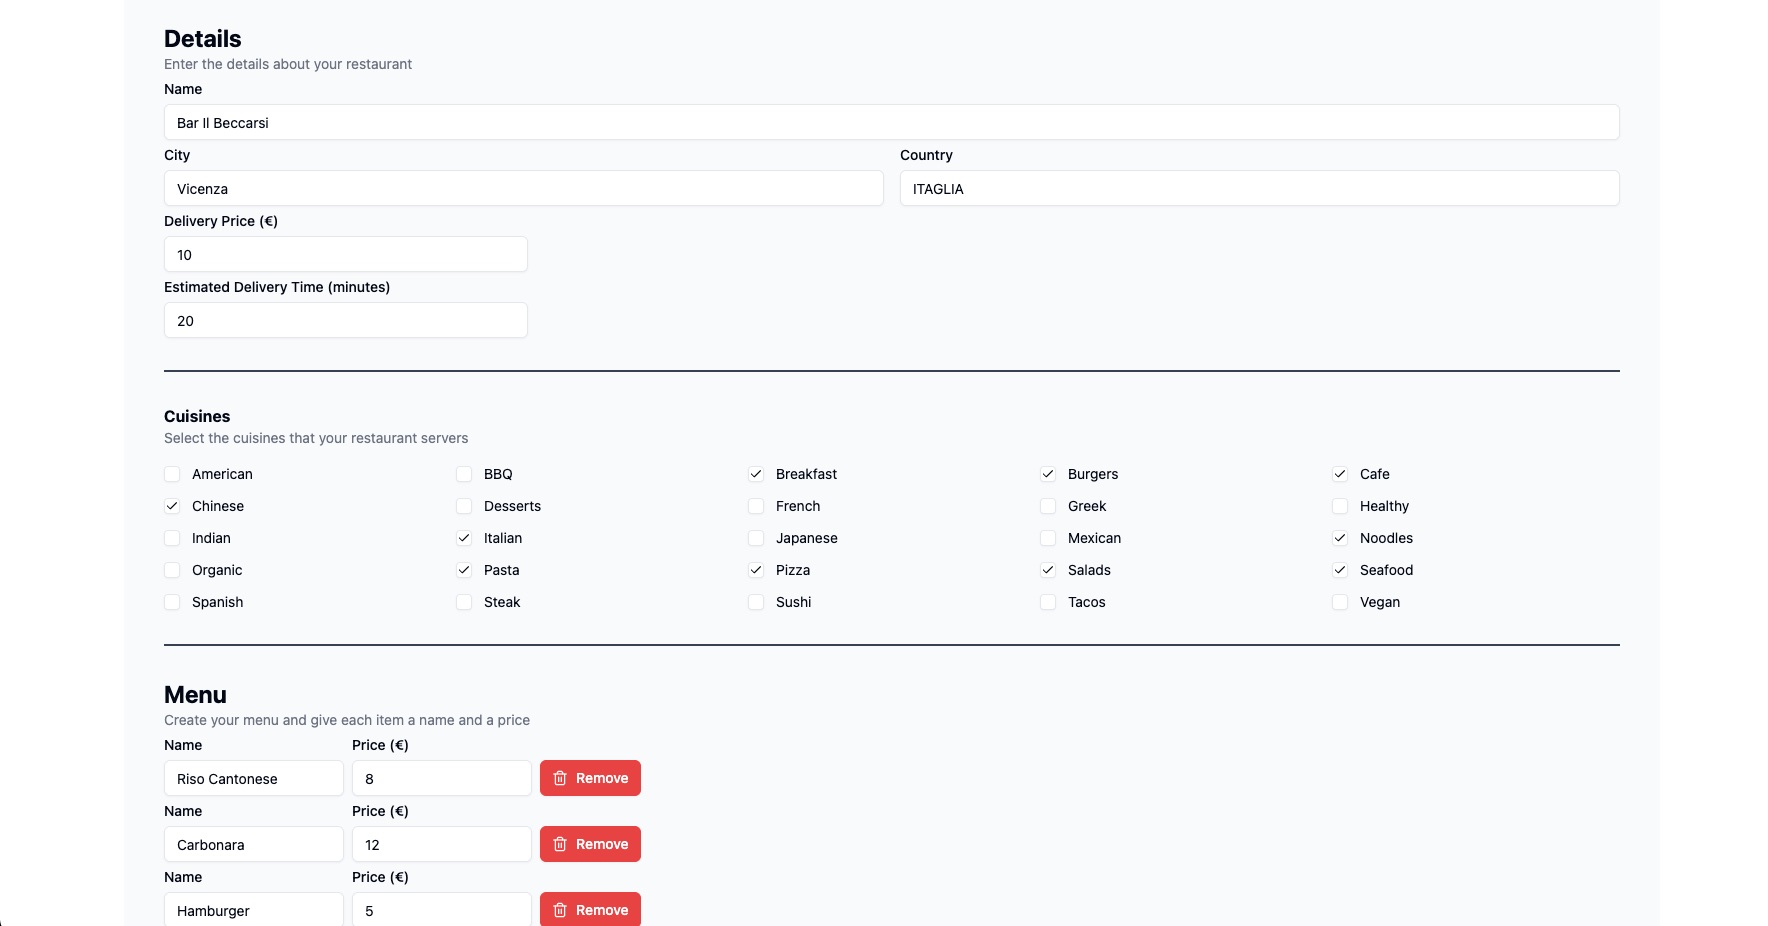 Details
Enter the details about your restaurant
Name
Bar Il Beccarsi
City Country
Vicenza ITAGLIA
Delivery Price (€)
10
Estimated Delivery Time (minutes)
20
Cuisines
Select the cuisines that your restaurant servers
American BBQ Breakfast Burgers Cafe
Chinese Desserts French Greek Healthy
Indian Italian Japanese Mexican Noodles
Organic Pasta Pizza Salads Seafood
Spanish Steak Sushi Tacos Vegan
Menu
Create your menu and give each item a name and a price
Name Price (€)
Riso Cantonese 8 Remove
Name Price (€)
Carbonara 12 Remove
Name Price (€)
Hamburger 5 Remove